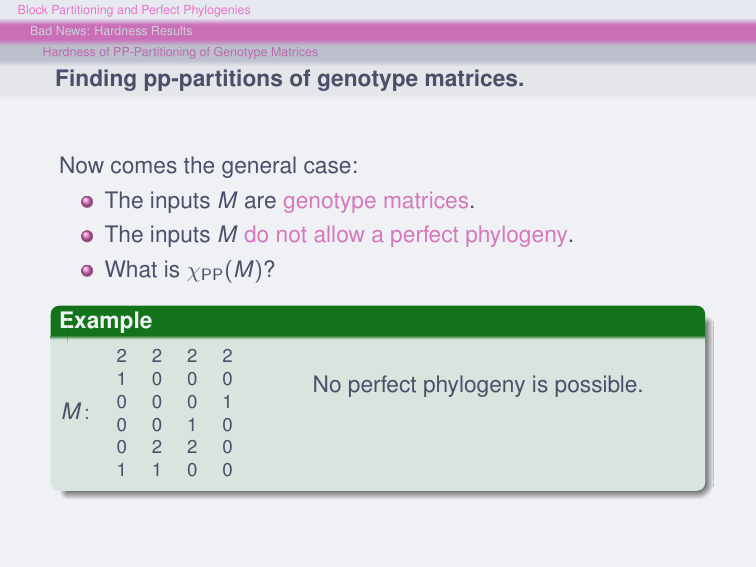 Block Partitioning and Perfect Phylogenies
Bad News: Hardness Results
Hardness of PP-Partitioning of Genotype Matrices
Finding pp-partitions of genotype matrices.
Now comes the general case:
The inputs M are genotype matrices.
The inputs M do not allow a perfect phylogeny.
What is χPP(M)?
Example
M:
2 2 2 2
1 0 0 0
0 0 0 1
0 0 1 0
0 2 2 0
1 1 0 0
No perfect phylogeny is possible.